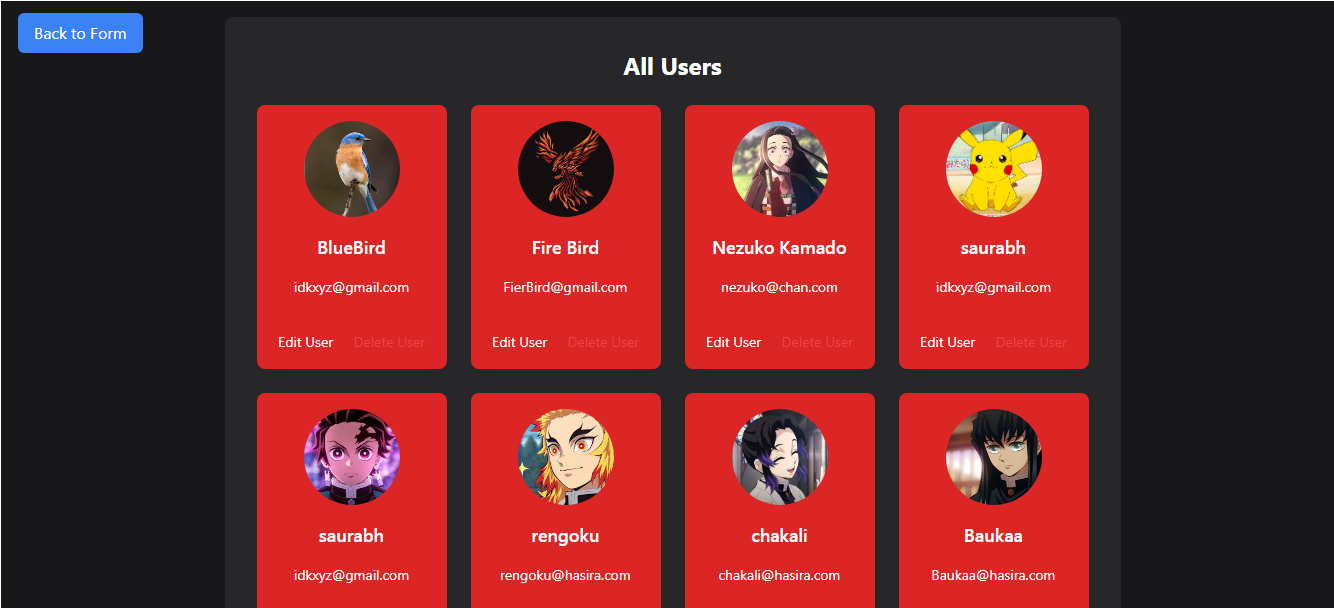 Back to Form
All Users
BlueBird
idkxyz@gmail.com
Edit User Delete User
Fire Bird
FierBird@gmail.com
Edit User Delete User
Nezuko Kamado
nezuko@chan.com
Edit User Delete User
saurabh
idkxyz@gmail.com
Edit User Delete User
saurabh
idkxyz@gmail.com
rengoku
rengoku@hasira.com
chakali
chakali@hasira.com
Baukaa
Baukaa@hasira.com